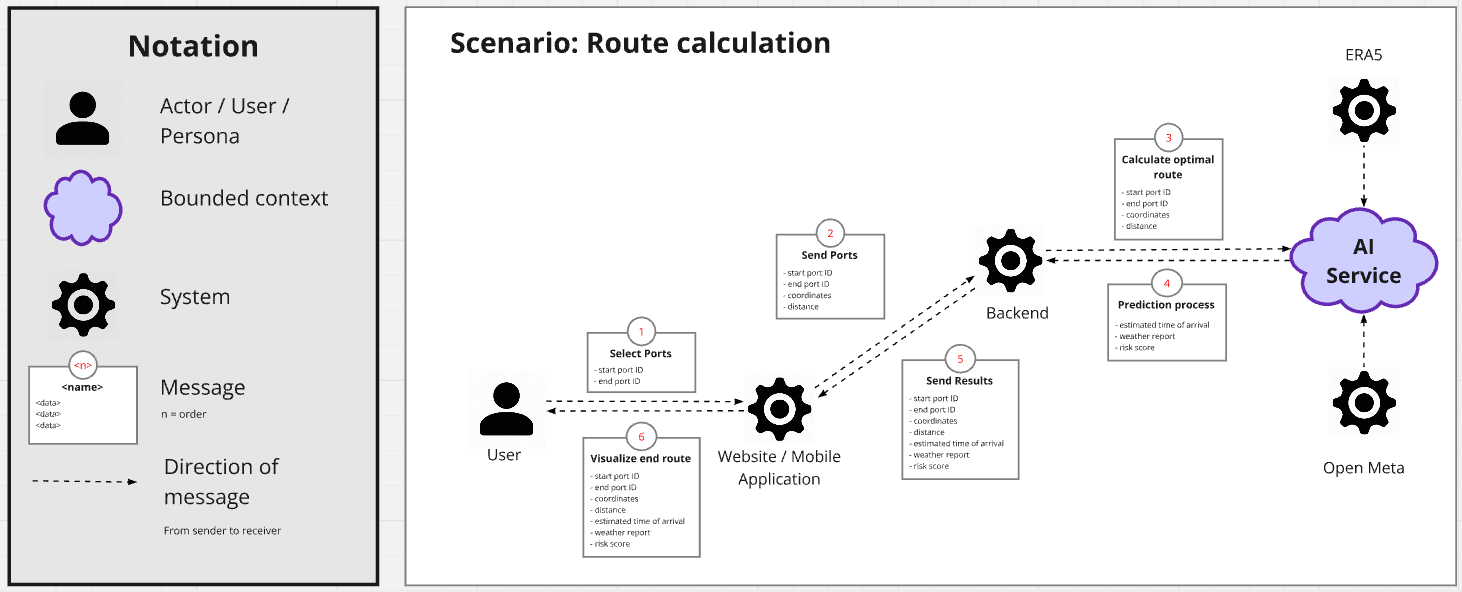 Notation
Actor / User /
Persona
Bounded context
System
<n>
<name>
<data>
<data>
<data>
Message
n = order
Direction of
message
From sender to receiver
Scenario: Route calculation
ERA5
3
Calculate optimal
route
- start port ID
- end port ID
- coordinates
- distance
AI
Service
2
Send Ports
- start port ID
- end port ID
- coordinates
- distance
Backend
4
Prediction process
- estimated time of arrival
- weather report
- risk score
1
Select Ports
- start port ID
- end port ID
5
Send Results
- start port ID
- end port ID
- coordinates
- distance
- estimated time of arrival
- weather report
- risk score
User
Website / Mobile
Application
6
Visualize end route
- start port ID
- end port ID
- coordinates
- distance
- estimated time of arrival
- weather report
- risk score
Open Meta